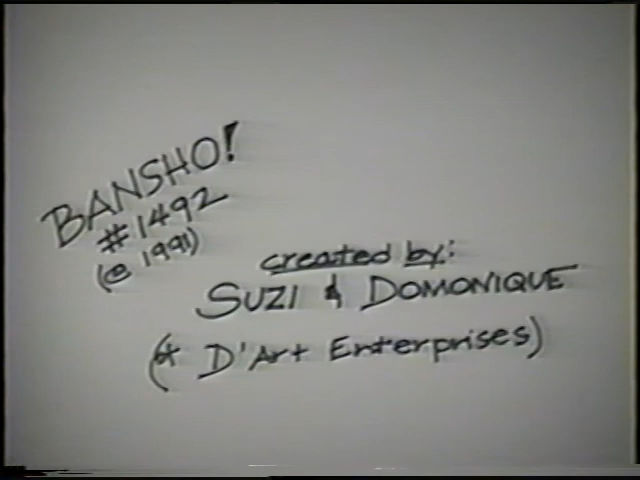 BANSHO!
#1492
(@ 1991)
created by:
SUZI & DOMONIQUE
(& D'Art Enterprises)